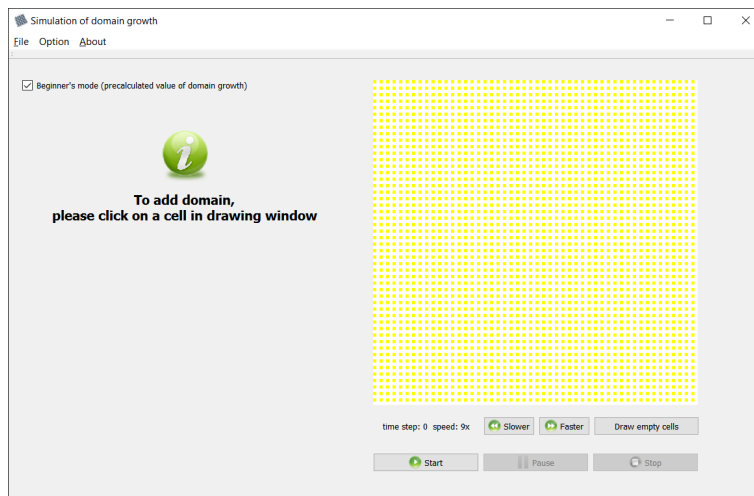 Simulation of domain growth
File Option About
Beginner's mode (precalculated value of domain growth)
To add domain,
please click on a cell in drawing window
time step: 0 speed: 9x Slower Faster Draw empty cells
Start Pause Stop